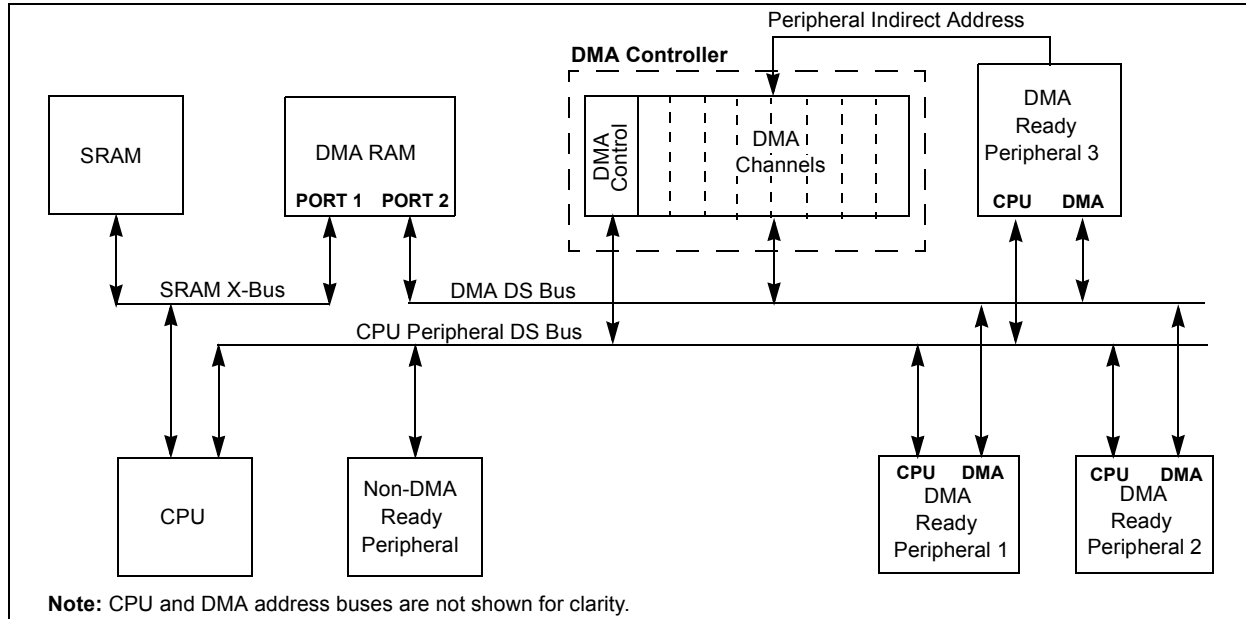 Peripheral Indirect Address
DMA Controller
SRAM
DMA RAM
PORT 1 PORT 2
DMA
Control
DMA
Channels
DMA
Ready
Peripheral 3
CPU DMA
SRAM X-Bus
DMA DS Bus
CPU Peripheral DS Bus
CPU
Non-DMA
Ready
Peripheral
CPU DMA
DMA
Ready
Peripheral 1
CPU DMA
DMA
Ready
Peripheral 2
Note: CPU and DMA address buses are not shown for clarity.